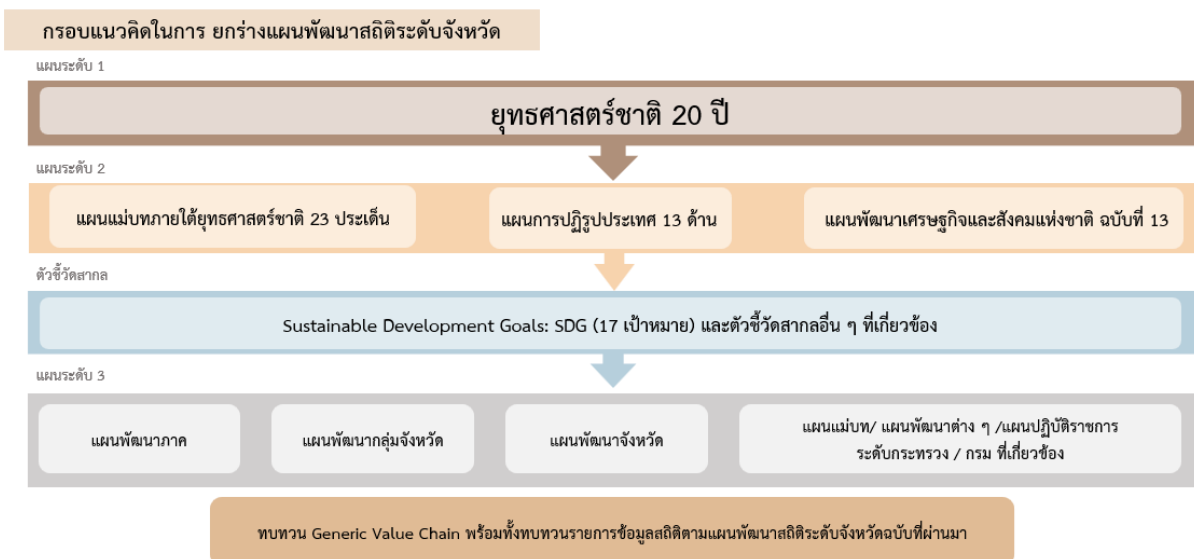 กรอบแนวคิดในการ ยกร่างแผนพัฒนาสถิติระดับจังหวัด
แผนระดับ 1
ยุทธศาสตร์ชาติ 20 ปี
แผนระดับ 2
แผนแม่บทภายใต้ยุทธศาสตร์ชาติ 23 ประเด็น
แผนการปฏิรูปประเทศ 13 ด้าน
แผนพัฒนาเศรษฐกิจและสังคมแห่งชาติ ฉบับที่ 13
ตัวชี้วัดสากล
Sustainable Development Goals: SDG (17 เป้าหมาย) และตัวชี้วัดสากลอื่น ๆ ที่เกี่ยวข้อง
แผนระดับ 3
แผนพัฒนาภาค
แผนพัฒนากลุ่มจังหวัด
แผนพัฒนาจังหวัด
แผนแม่บท/ แผนพัฒนาต่าง ๆ /แผนปฏิบัติราชการ
ระดับกระทรวง / กรม ที่เกี่ยวข้อง
ทบทวน Generic Value Chain พร้อมทั้งทบทวนรายการข้อมูลสถิติตามแผนพัฒนาสถิติระดับจังหวัดฉบับที่ผ่านมา